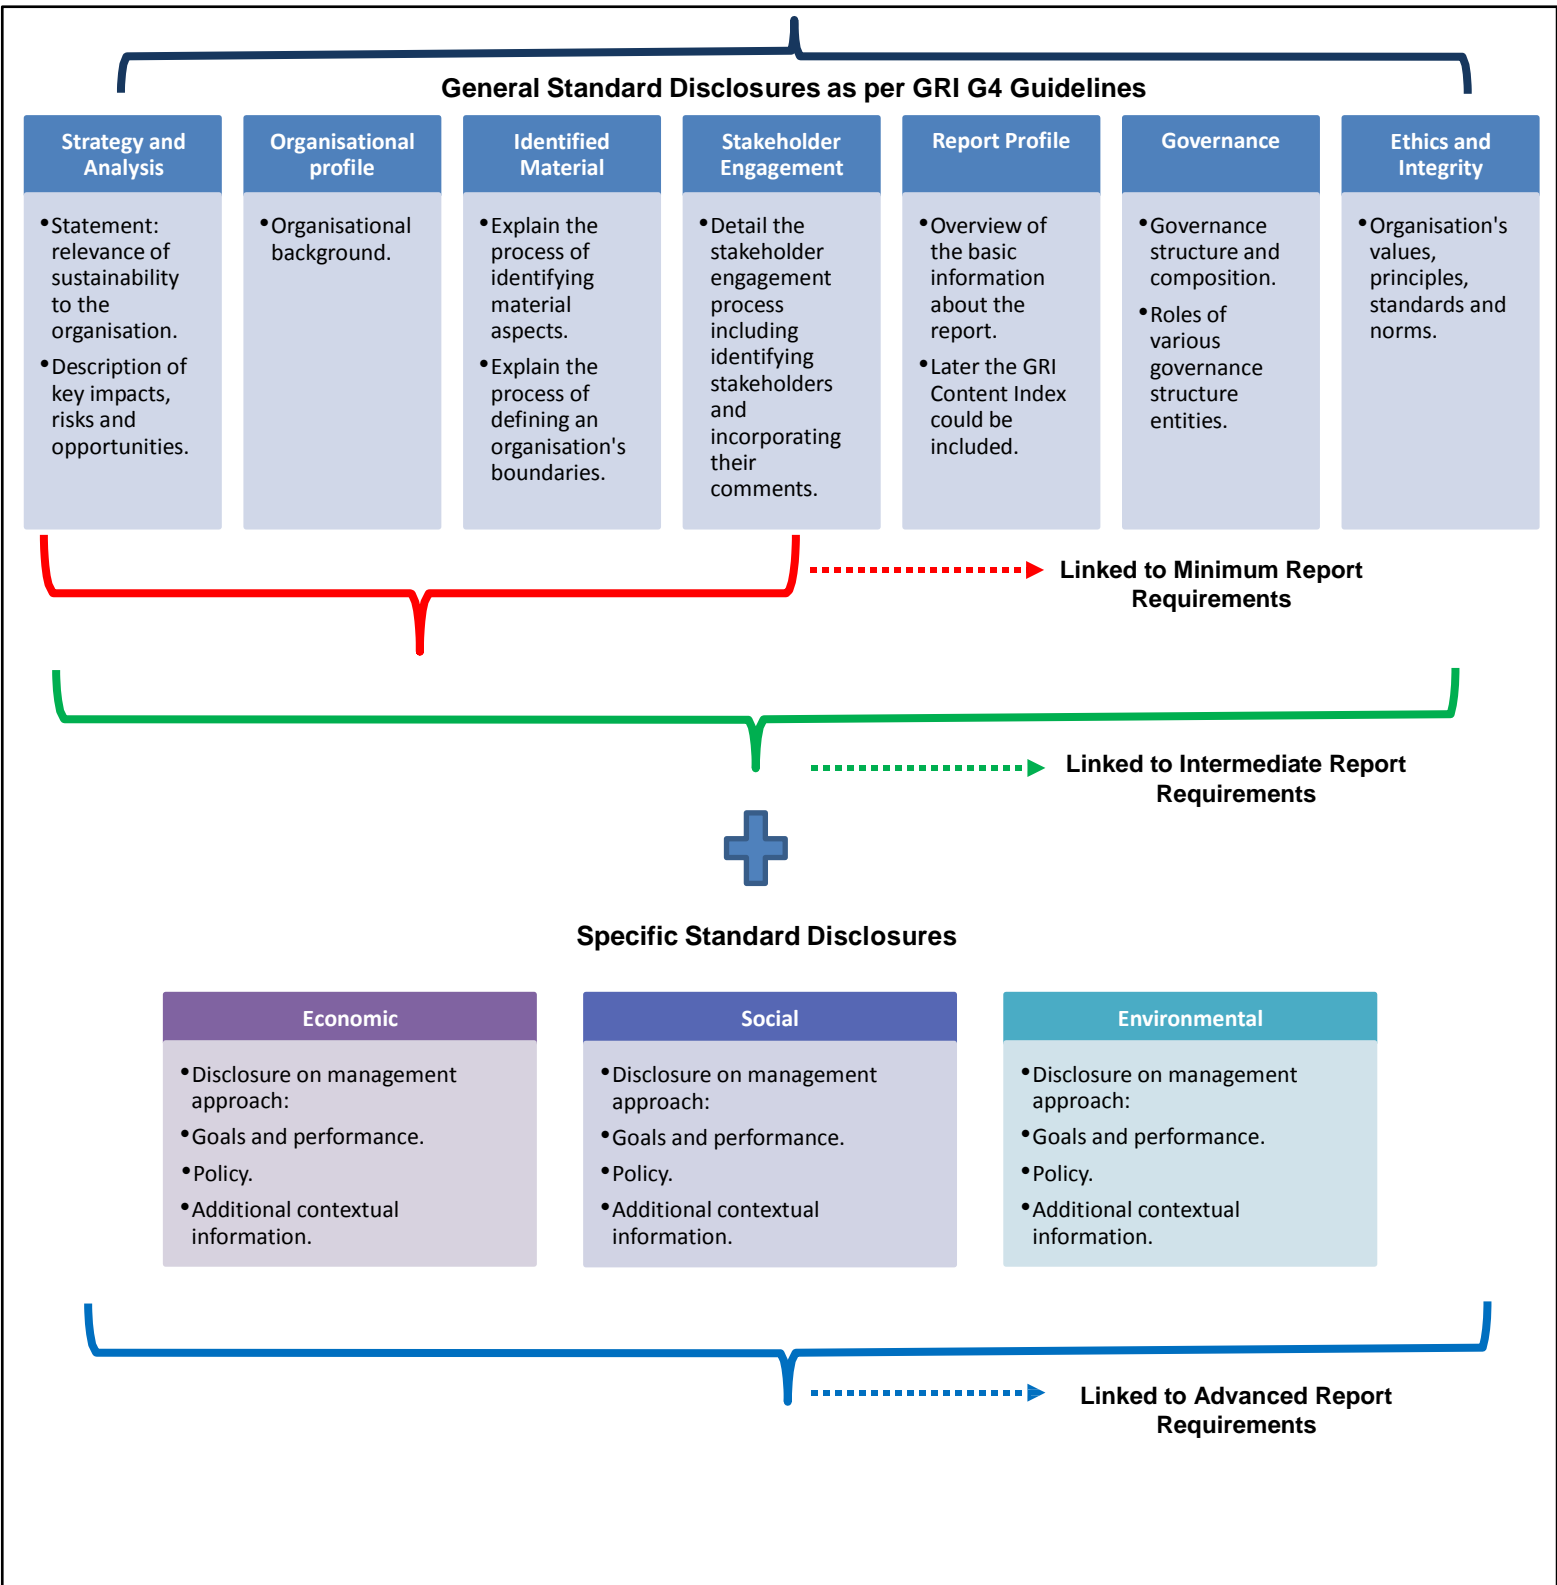 General Standard Disclosures as per GRI G4 Guidelines
Strategy and
Analysis
•Statement:
relevance of
sustainability
to the
organisation.
•Description of
key impacts,
risks and
opportunities.
Organisational
profile
•Organisational
background.
Identified
Material
•Explain the
process of
identifying
material
aspects.
•Explain the
process of
defining an
organisation's
boundaries.
Stakeholder
Engagement
•Detail the
stakeholder
engagement
process
including
identifying
stakeholders
and
incorporating
their
comments.
Report Profile
•Overview of
the basic
information
about the
report.
•Later the GRI
Content Index
could be
included.
Governance
•Governance
structure and
composition.
•Roles of
various
governance
structure
entities.
Ethics and
Integrity
•Organisation's
values,
principles,
standards and
norms.
Linked to Minimum Report
Requirements
Linked to Intermediate Report
Requirements
Specific Standard Disclosures
Economic
•Disclosure on management
approach:
•Goals and performance.
•Policy.
•Additional contextual
information.
Social
•Disclosure on management
approach:
•Goals and performance.
•Policy.
•Additional contextual
information.
Environmental
•Disclosure on management
approach:
•Goals and performance.
•Policy.
•Additional contextual
information.
Linked to Advanced Report
Requirements